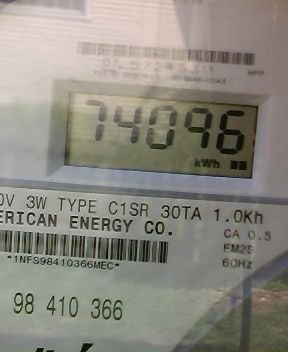 74096
kWh
0V 3W TYPE C1SR 30TA 1.0Kh
ERICAN ENERGY CO.
CA 0.5
FM2S
60Hz
*1NFS98410366MEC*
98 410 366